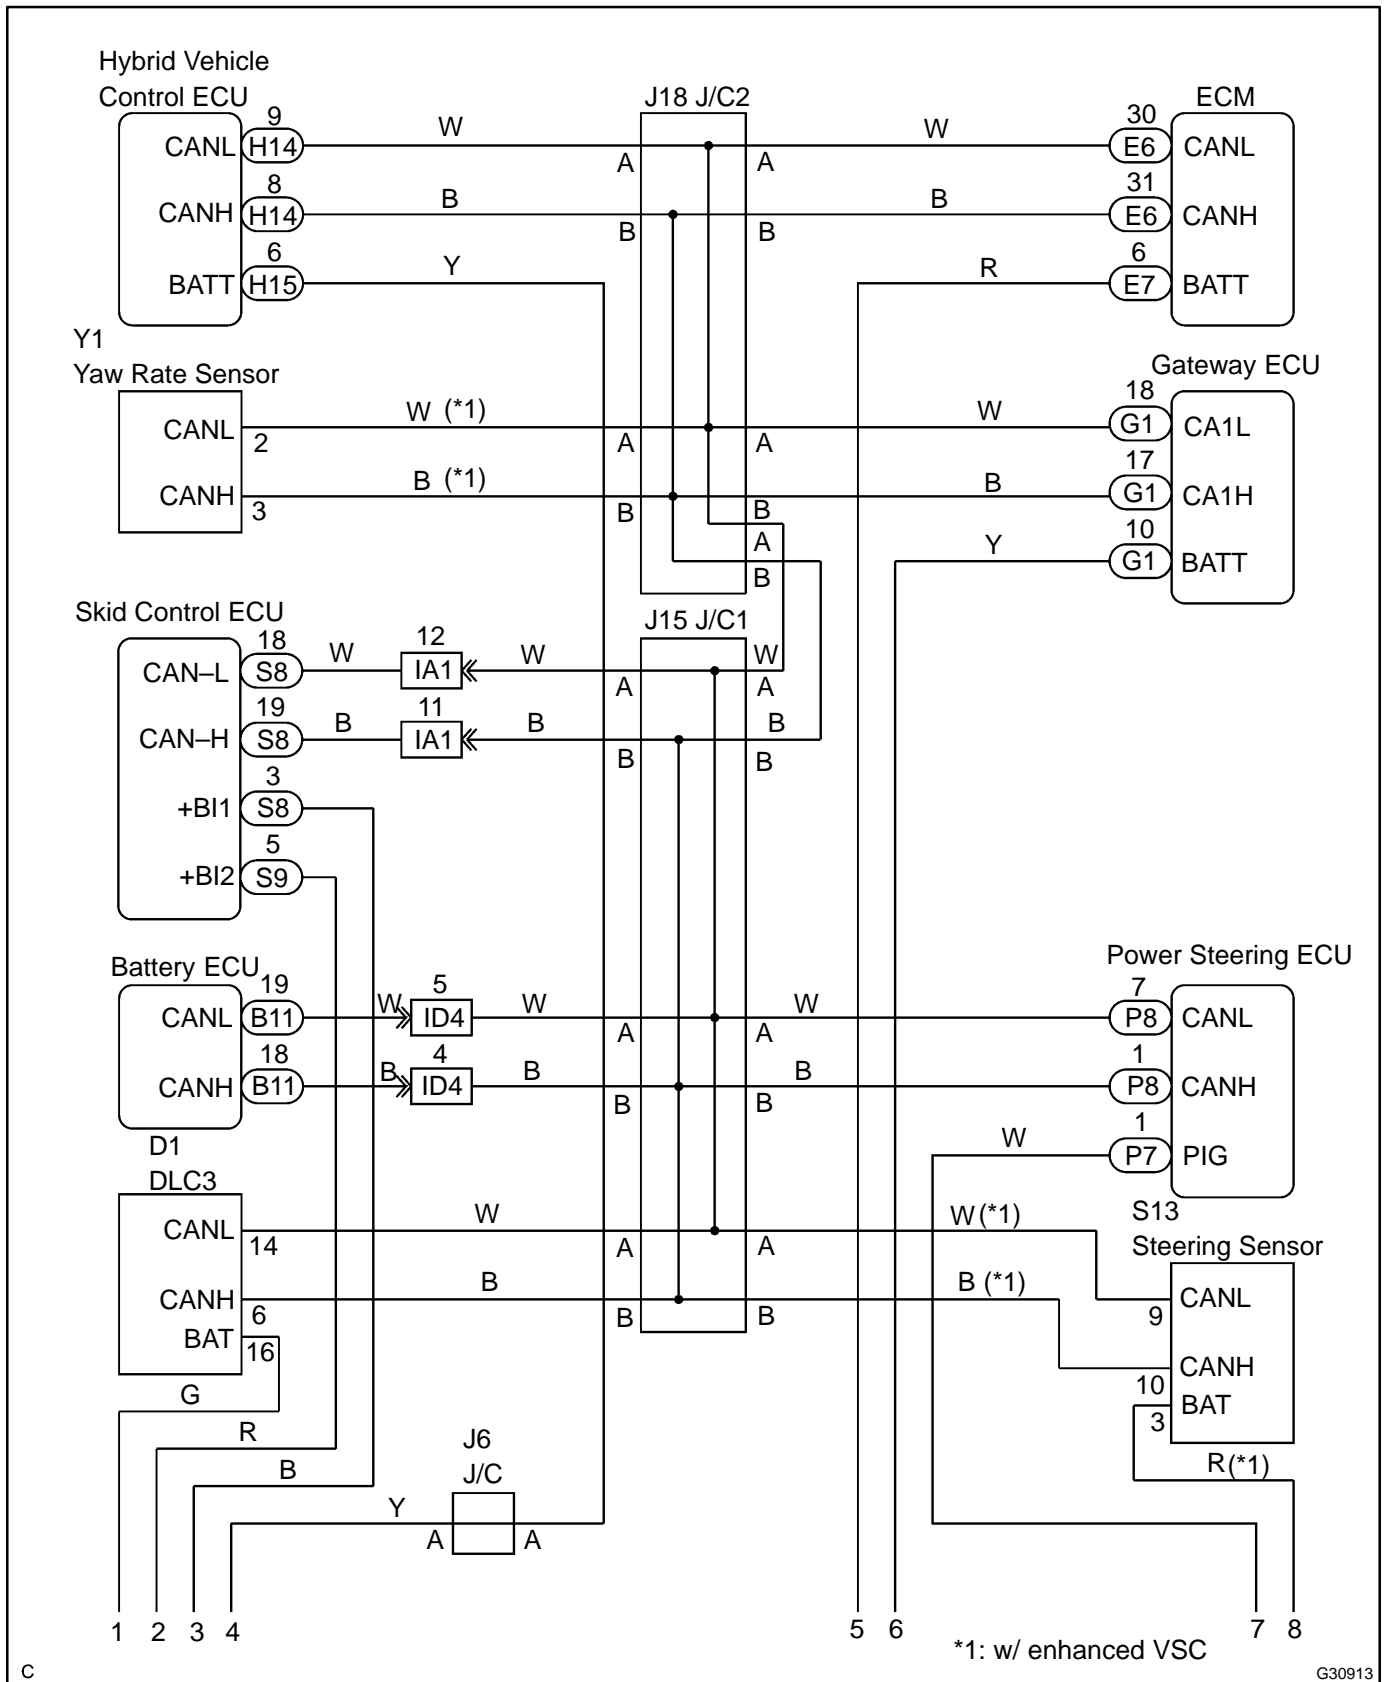 Hybrid Vehicle
Control ECU
J18 J/C2
ECM
9
W
W
30
CANL
H14
A
A
E6
CANL
8
B
B
31
CANH
H14
B
B
E6
CANH
6
Y
R
6
BATT
H15
E7
BATT
Y1
Yaw Rate Sensor
Gateway ECU
18
W (*1)
W
CANL
2
A
A
G1
CA1L
17
B (*1)
B
CANH
3
B
B
G1
CA1H
A
10
Y
B
G1
BATT
Skid Control ECU
J15 J/C1
18
W
12
W
W
CAN–L
S8
IA1
A
A
19
B
11
B
B
CAN–H
S8
IA1
B
B
3
+BI1
S8
5
+BI2
S9
Battery ECU
Power Steering ECU
19
W
5
W
W
7
CANL
B11
ID4
A
A
P8
CANL
18
B
4
B
B
1
CANH
B11
ID4
B
B
P8
CANH
1
W
P7
PIG
D1
DLC3
S13
Steering Sensor
W
W (*1)
CANL
14
A
A
B
B (*1)
CANH
6
B
B
9
CANL
BAT
16
CANH
10
BAT
3
G
R
B
J6
J/C
R (*1)
Y
A
A
1 2 3 4
5 6
7 8
*1: w/ enhanced VSC
C
G30913